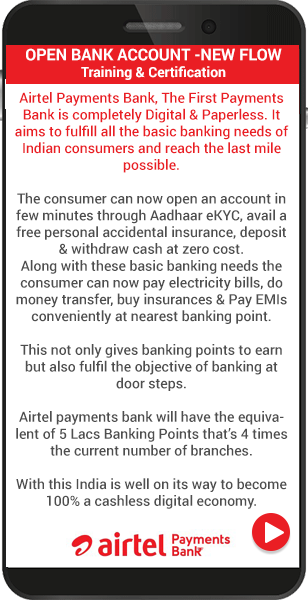 OPEN BANK ACCOUNT -NEW FLOW
Training & Certification
Airtel Payments Bank, The First Payments
Bank is completely Digital & Paperless. It
aims to fulfill all the basic banking needs of
Indian consumers and reach the last mile
possible.
The consumer can now open an account in
few minutes through Aadhaar eKYC, avail a
free personal accidental insurance, deposit
& withdraw cash at zero cost.
Along with these basic banking needs the
consumer can now pay electricity bills, do
money transfer, buy insurances & Pay EMIs
conveniently at nearest banking point.
This not only gives banking points to earn
but also fulfil the objective of banking at
door steps.
Airtel payments bank will have the equiva-
lent of 5 Lacs Banking Points that's 4 times
the current number of branches.
With this India is well on its way to become
100% a cashless digital economy.
airtel Payments
Bank